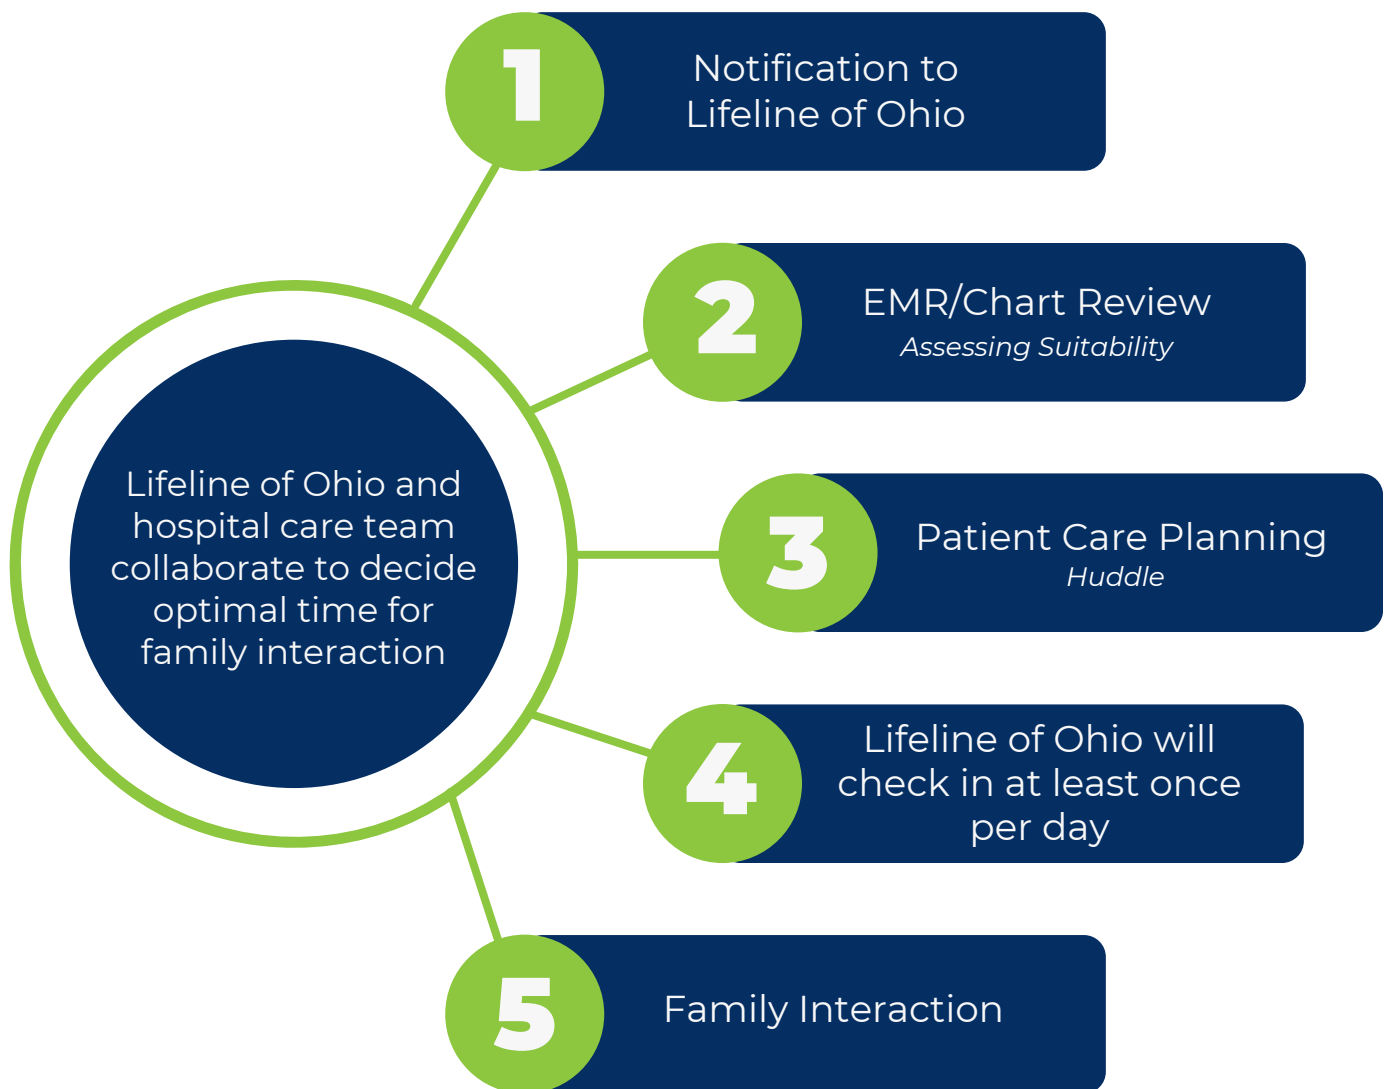 1
Notification to
Lifeline of Ohio
2
EMR/Chart Review
Assessing Suitability
Lifeline of Ohio and
hospital care team
collaborate to decide
optimal time for
family interaction
3
Patient Care Planning
Huddle
4
Lifeline of Ohio will
check in at least once
per day
5
Family Interaction